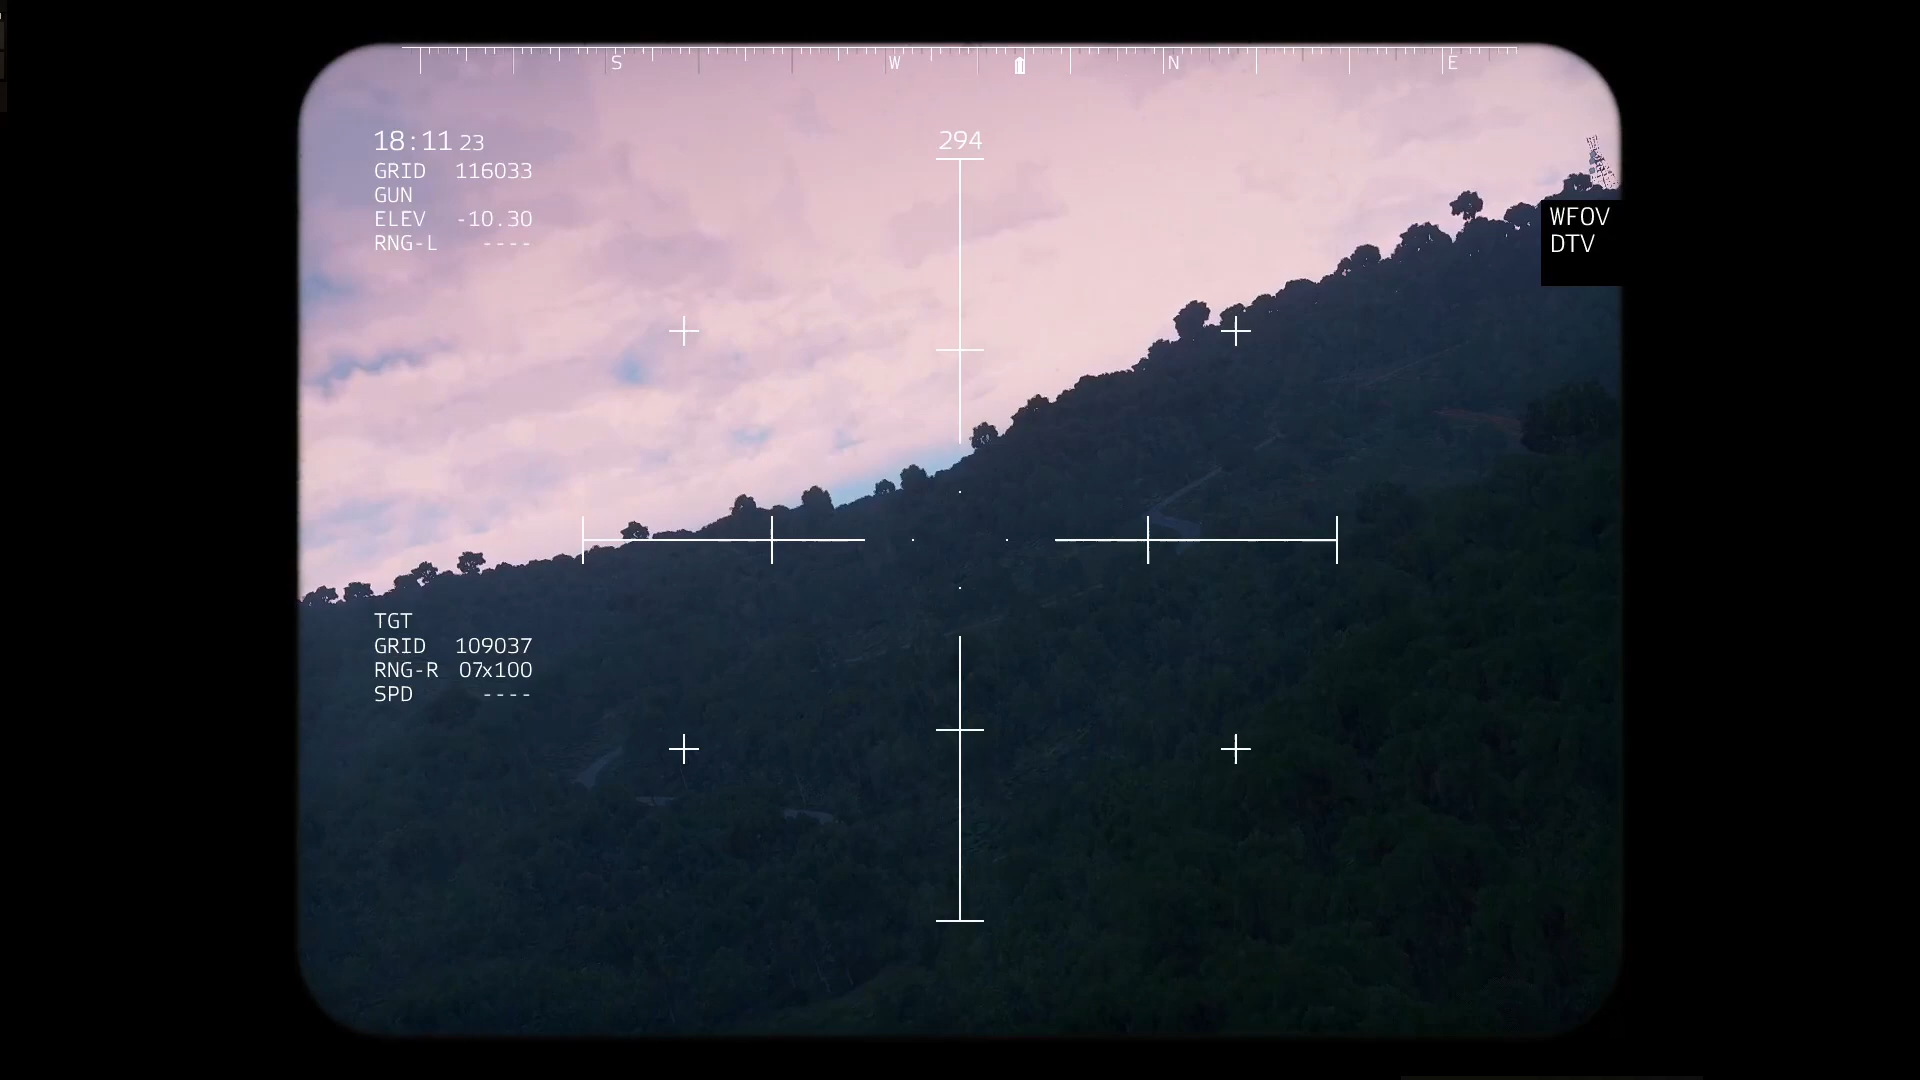 S W N E
18:11 23
294
GRID 116033
GUN
ELEV -10.30
RNG-L ----
WFOV
DTV
TGT
GRID 109037
RNG-R 07x100
SPD ----